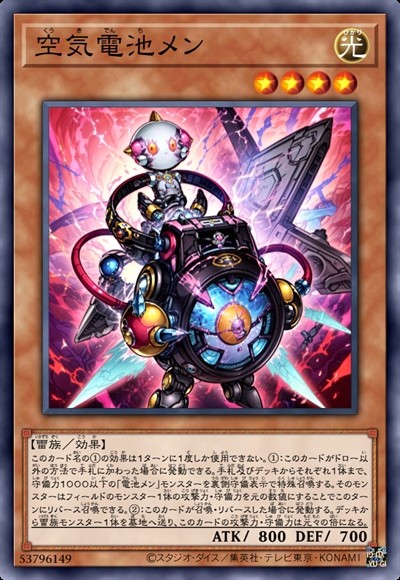 空気電池メン
くうきでんち
光
ひかり
【雷族／効果】
このカード名の①の効果は1ターンに1度しか使用できない。①：このカードがドロー以
外の方法で手札に加わった場合に発動できる。手札及びデッキからそれぞれ1体まで、
守備力1000以下の「電池メン」モンスターを裏側守備表示で特殊召喚する。そのモン
スターはフィールドのモンスター1体の攻撃力・守備力を元の数値にすることでこのター
ンにリバース召喚できる。②：このカードが召喚・リバースした場合に発動する。デッキか
ら雷族モンスター1体を墓地へ送り、このカードの攻撃力・守備力は元々の倍になる。
ATK/ 800 DEF/ 700
53796149
©スタジオ・ダイス／集英社・テレビ東京・KONAMI